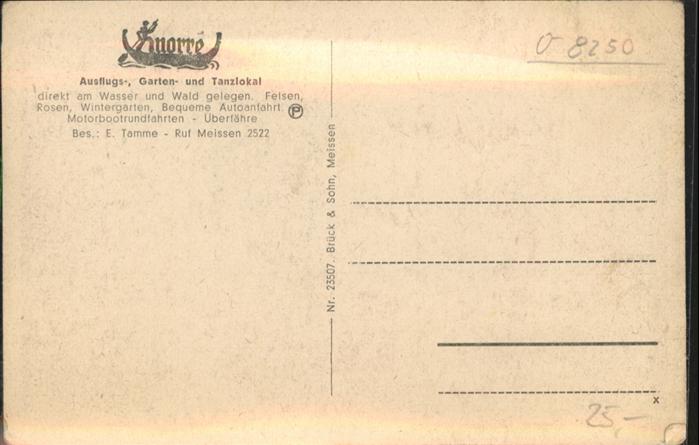 Knorre
Ausflugs-, Garten- und Tanzlokal
direkt am Wasser und Wald gelegen. Felsen,
Rosen, Wintergarten, Bequeme Autoanfahrt. P
Motorbootrundfahrten - Überfähre
Bes.: E. Tamme - Ruf Meissen 2522
Nr. 23507. Brück & Sohn, Meissen
O 8250
25,-
x